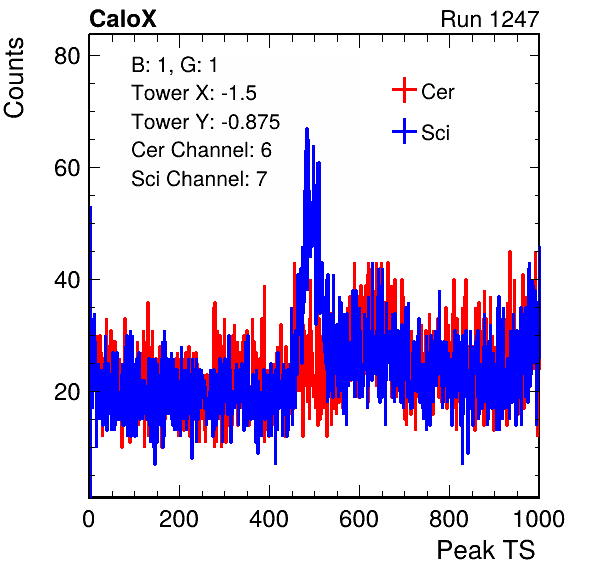 CaloX Run 1247
Counts
80
60
40
20
B: 1, G: 1
Tower X: -1.5
Tower Y: -0.875
Cer Channel: 6
Sci Channel: 7
Cer
Sci
0 200 400 600 800 1000
Peak TS